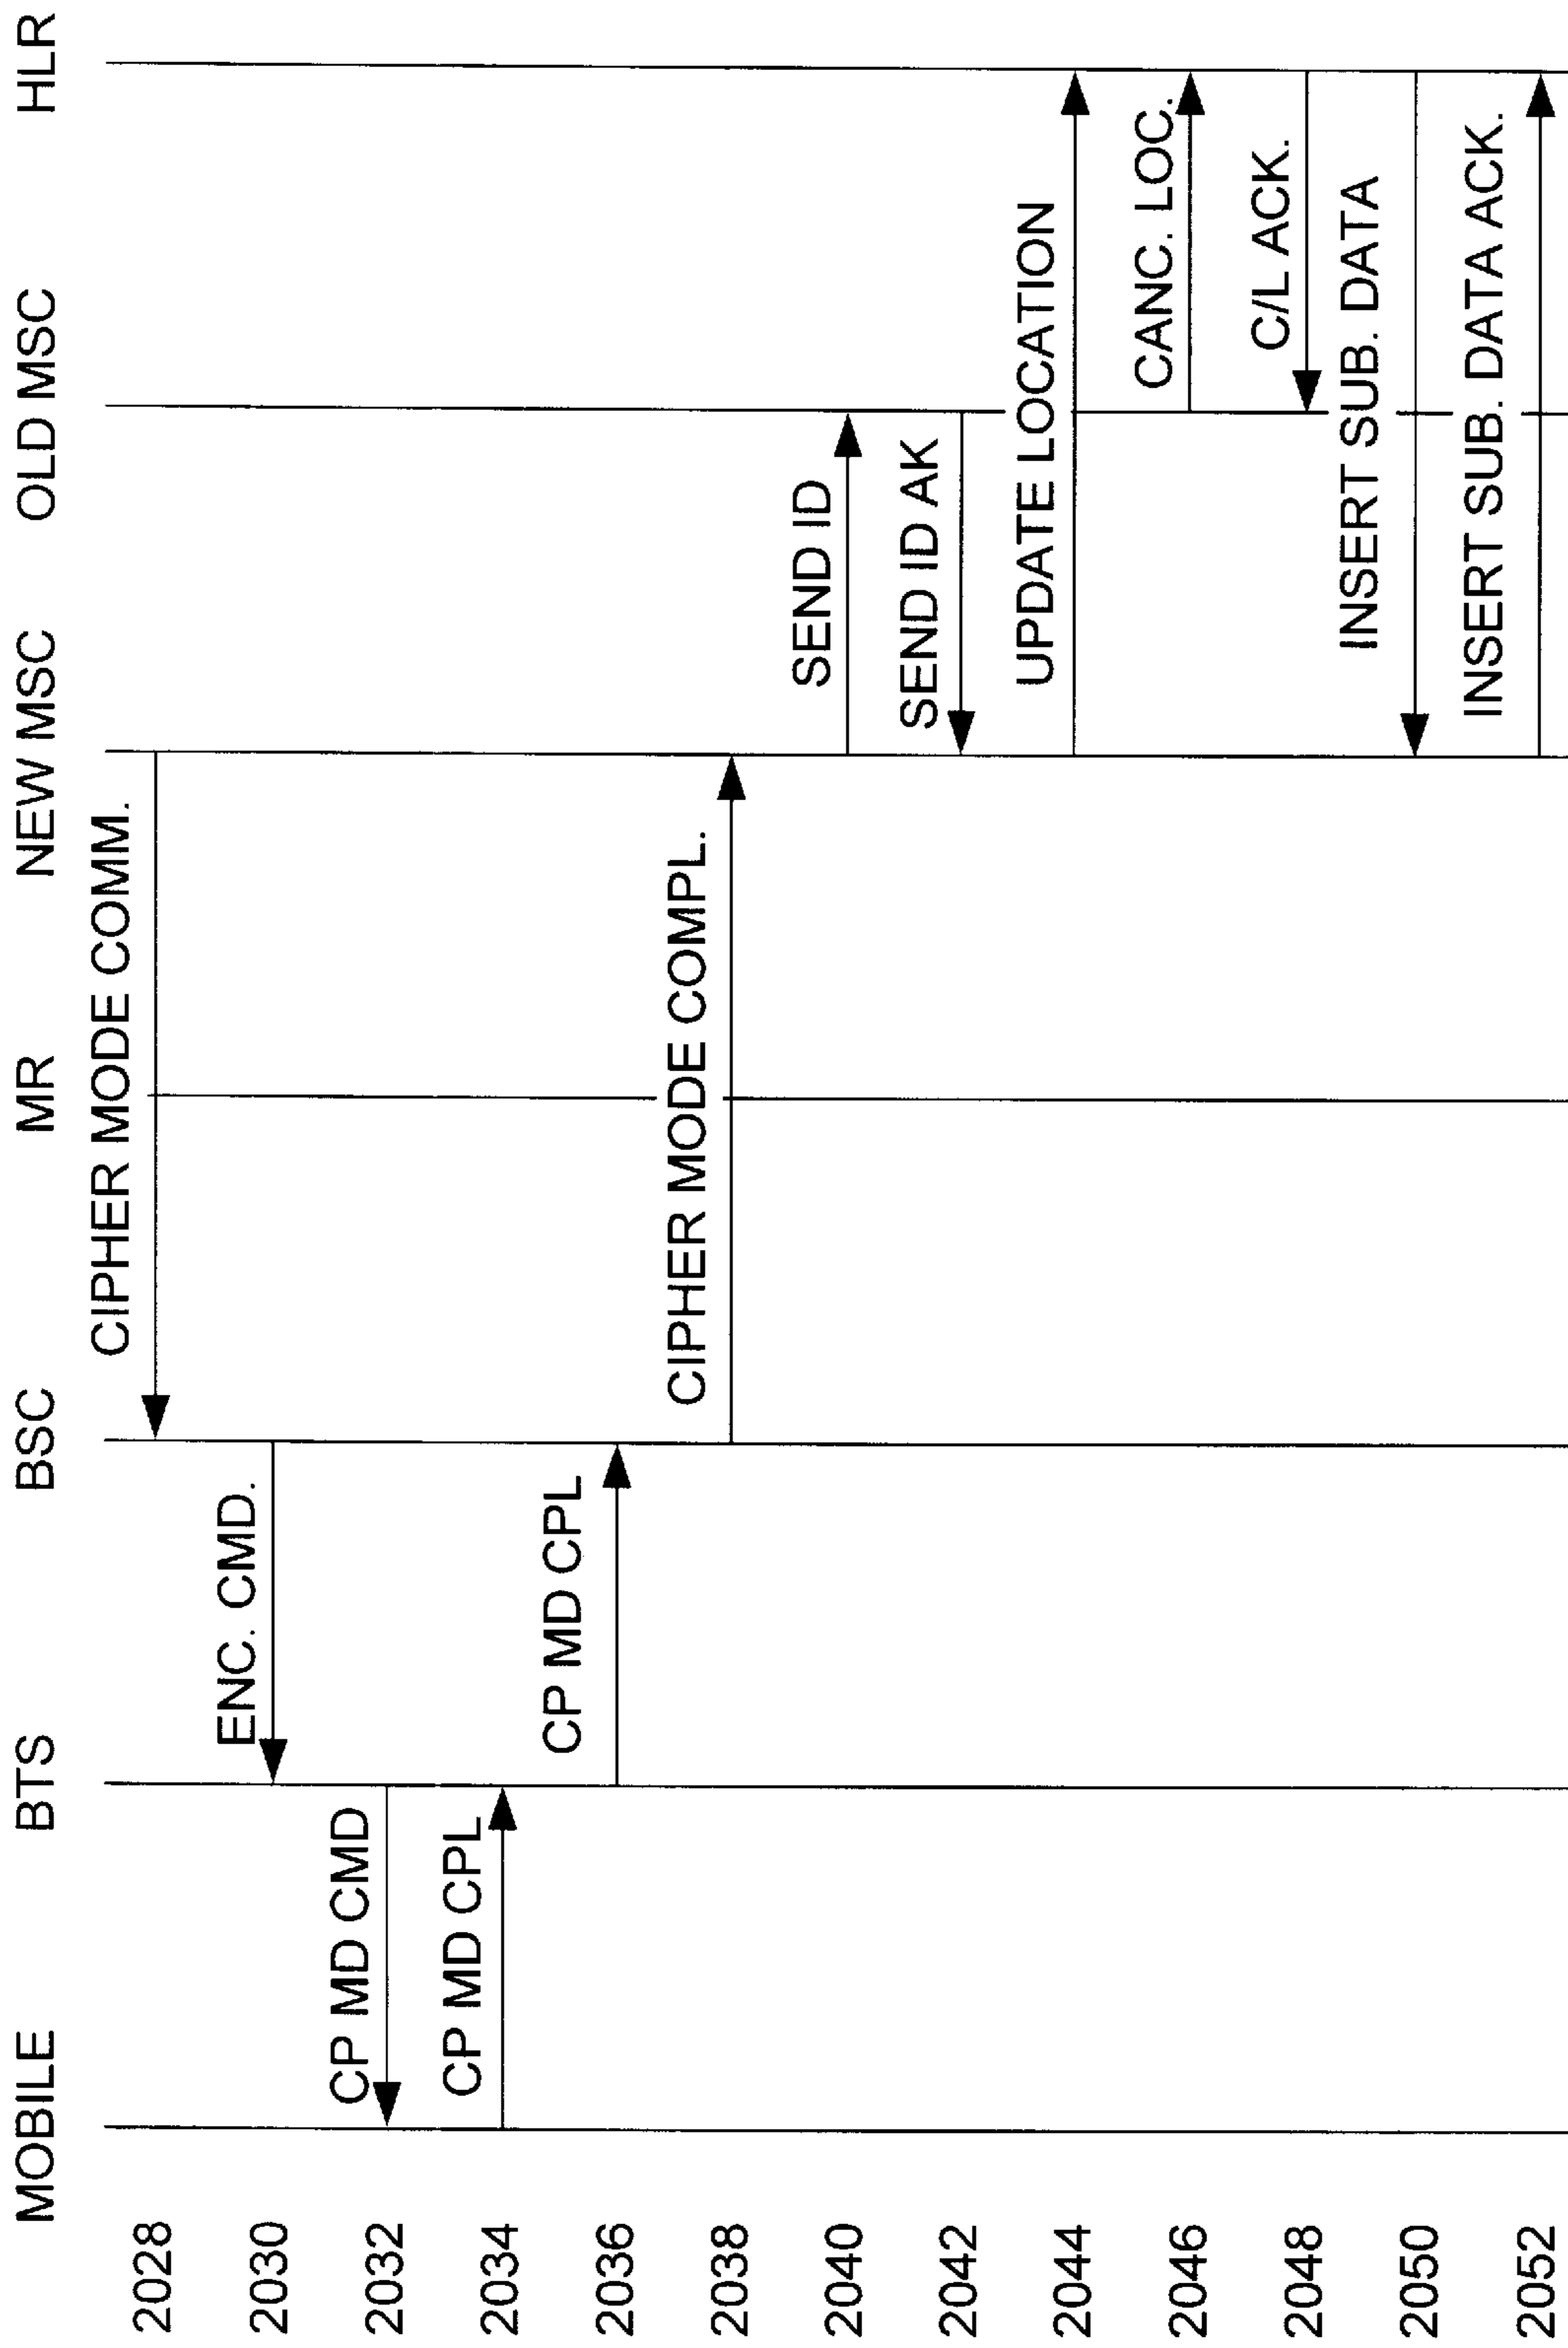 MOBILE BTS BSC MR NEW MSC OLD MSC HLR
2028 CIPHER MODE COMM.
2030 ENC. CMD.
2032 CP MD CMD
2034 CP MD CPL
2036 CP MD CPL
2038 CIPHER MODE COMPL.
2040 SEND ID
2042 SEND ID AK
2044 UPDATE LOCATION
2046 CANC. LOC.
2048 C/L ACK.
2050 INSERT SUB. DATA
2052 INSERT SUB. DATA ACK.